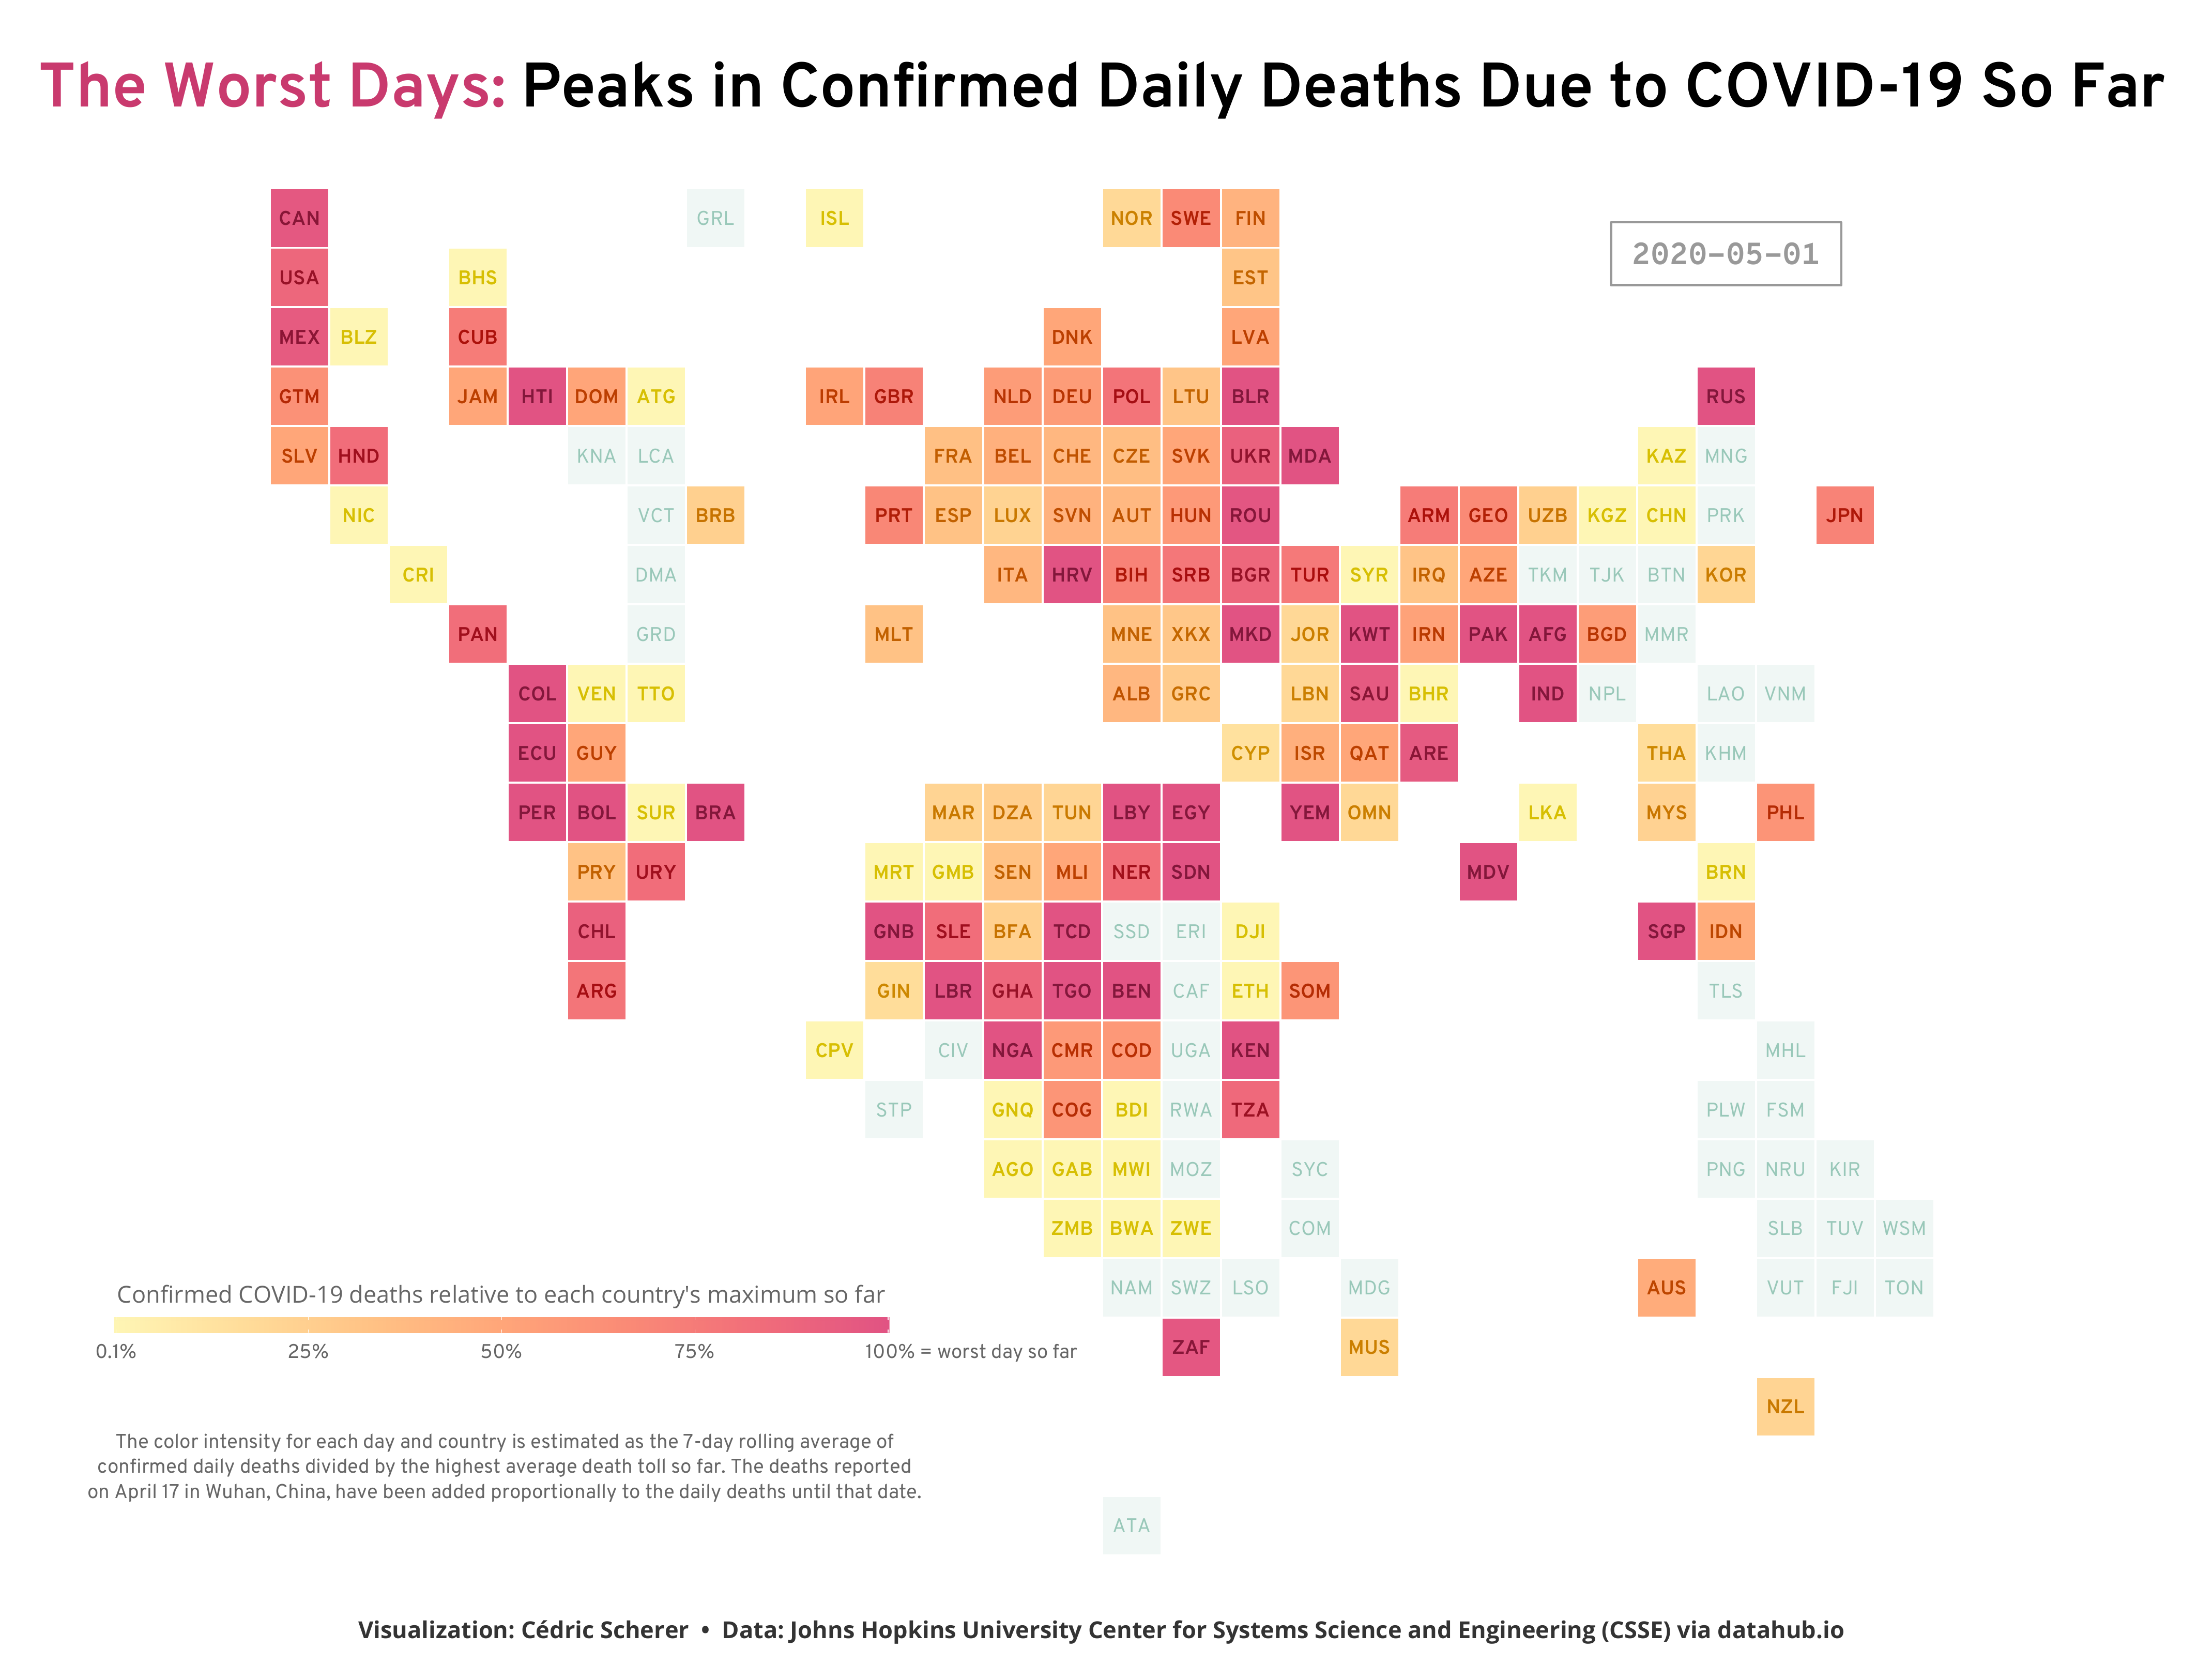 The Worst Days: Peaks in Confirmed Daily Deaths Due to COVID-19 So Far
CAN GRL ISL NOR SWE FIN
2020-05-01
USA BHS EST
MEX BLZ CUB DNK LVA
GTM JAM HTI DOM ATG IRL GBR NLD DEU POL LTU BLR RUS
SLV HND KNA LCA FRA BEL CHE CZE SVK UKR MDA KAZ MNG
NIC VCT BRB PRT ESP LUX SVN AUT HUN ROU ARM GEO UZB KGZ CHN PRK JPN
CRI DMA ITA HRV BIH SRB BGR TUR SYR IRQ AZE TKM TJK BTN KOR
PAN GRD MLT MNE XKX MKD JOR KWT IRN PAK AFG BGD MMR
COL VEN TTO ALB GRC LBN SAU BHR IND NPL LAO VNM
ECU GUY CYP ISR QAT ARE THA KHM
PER BOL SUR BRA MAR DZA TUN LBY EGY YEM OMN LKA MYS PHL
PRY URY MRT GMB SEN MLI NER SDN MDV BRN
CHL GNB SLE BFA TCD SSD ERI DJI SGP IDN
ARG GIN LBR GHA TGO BEN CAF ETH SOM TLS
CPV CIV NGA CMR COD UGA KEN MHL
STP GNQ COG BDI RWA TZA PLW FSM
AGO GAB MWI MOZ SYC PNG NRU KIR
ZMB BWA ZWE COM SLB TUV WSM
NAM SWZ LSO MDG AUS VUT FJI TON
ZAF MUS
NZL
ATA
Confirmed COVID-19 deaths relative to each country's maximum so far
0.1% 25% 50% 75% 100% = worst day so far
The color intensity for each day and country is estimated as the 7-day rolling average of
confirmed daily deaths divided by the highest average death toll so far. The deaths reported
on April 17 in Wuhan, China, have been added proportionally to the daily deaths until that date.
Visualization: Cédric Scherer • Data: Johns Hopkins University Center for Systems Science and Engineering (CSSE) via datahub.io